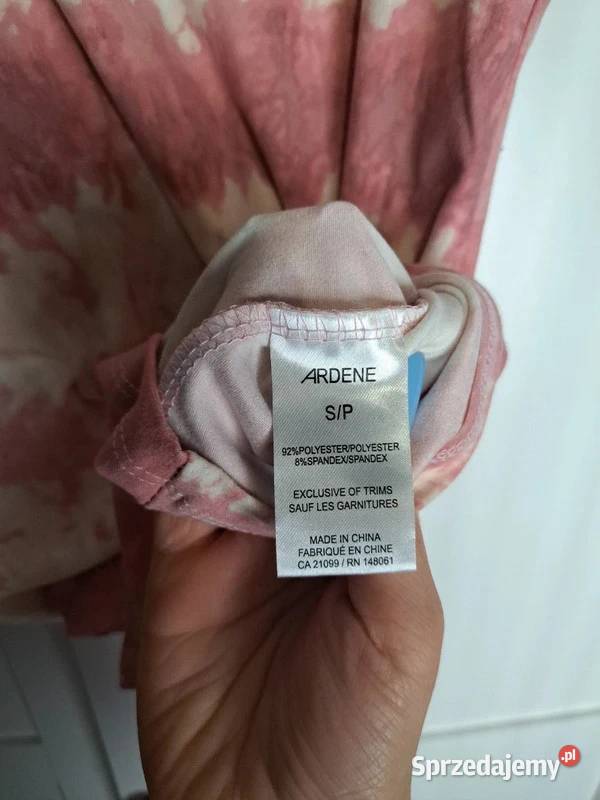 ARDENE
S/P
92%POLYESTER/POLYESTER
8%SPANDEX/SPANDEX
EXCLUSIVE OF TRIMS
SAUF LES GARNITURES
MADE IN CHINA
FABRIQUÉ EN CHINE
CA 21099 / RN 148061
Sprzedajemy.pl